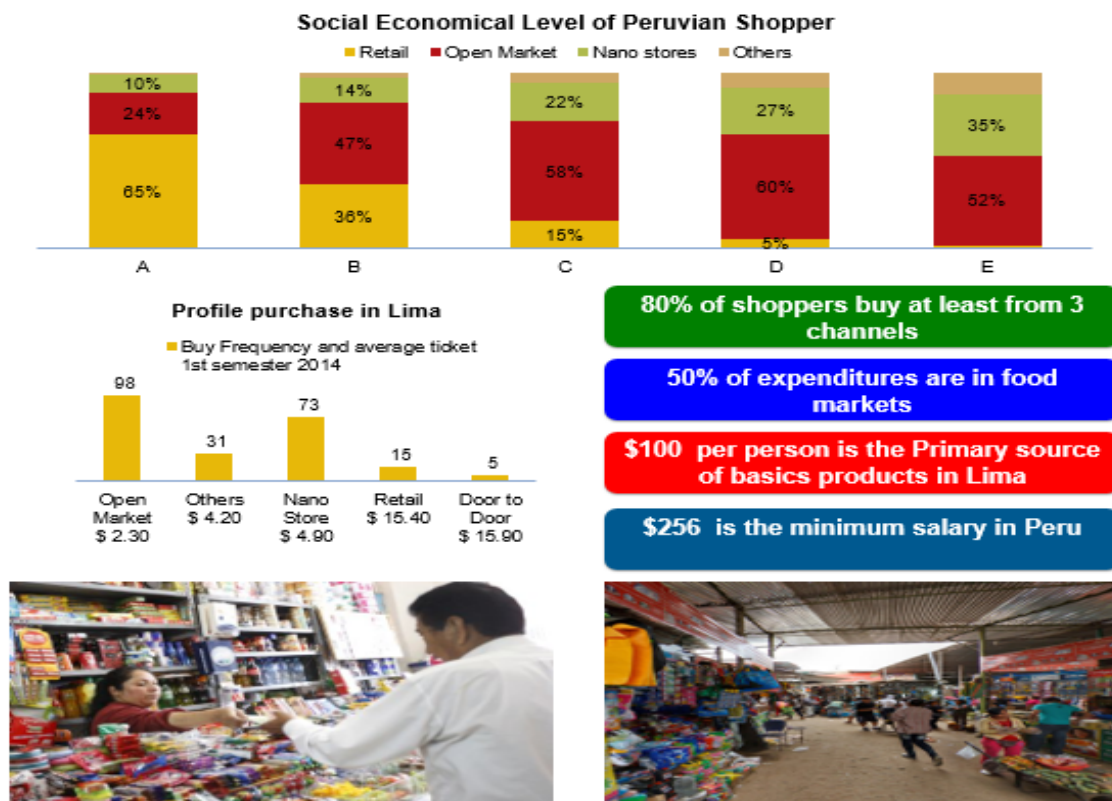 Social Economical Level of Peruvian Shopper
Retail Open Market Nano stores Others
10%
24%
65%
14%
47%
36%
22%
58%
15%
27%
60%
5%
35%
52%
A B C D E
Profile purchase in Lima
Buy Frequency and average ticket
1st semester 2014
98
31
73
15
5
Open
Market
$ 2.30
Others
$ 4.20
Nano
Store
$ 4.90
Retail
$ 15.40
Door to
Door
$ 15.90
80% of shoppers buy at least from 3
channels
50% of expenditures are in food
markets
$100 per person is the Primary source
of basics products in Lima
$256 is the minimum salary in Peru